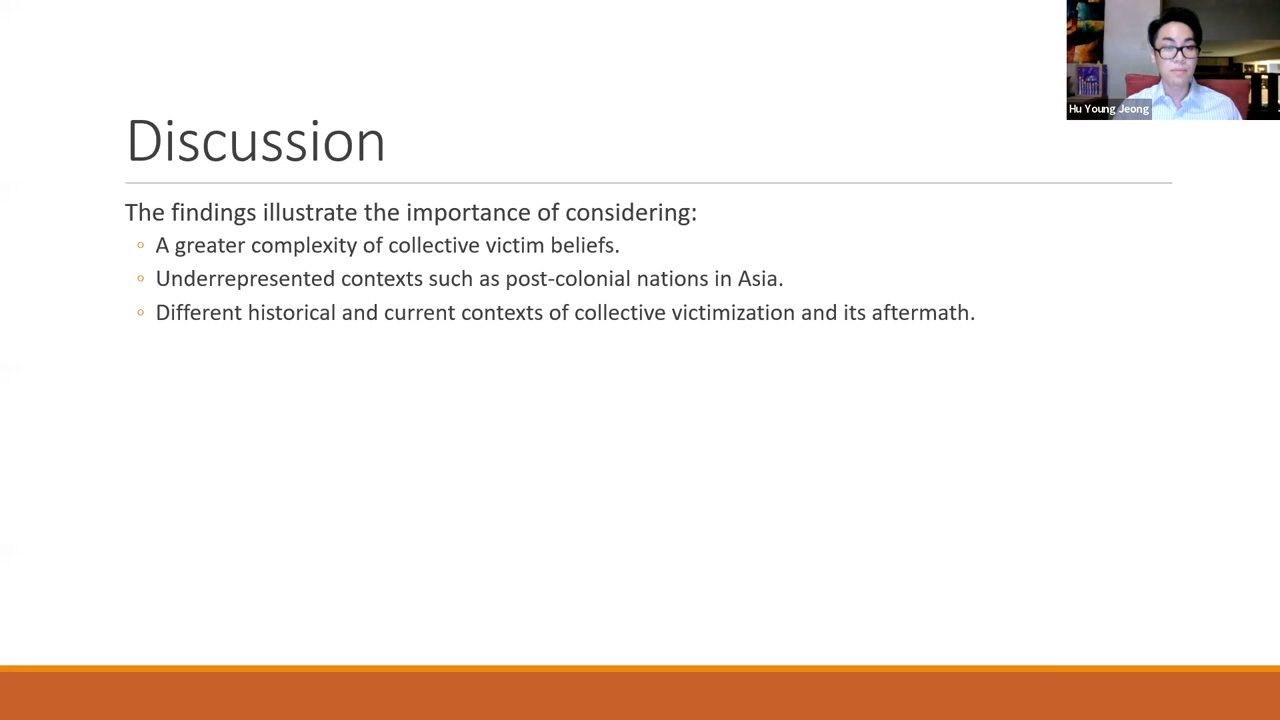 Hu Young Jeong
Discussion
The findings illustrate the importance of considering:
◦ A greater complexity of collective victim beliefs.
◦ Underrepresented contexts such as post-colonial nations in Asia.
◦ Different historical and current contexts of collective victimization and its aftermath.